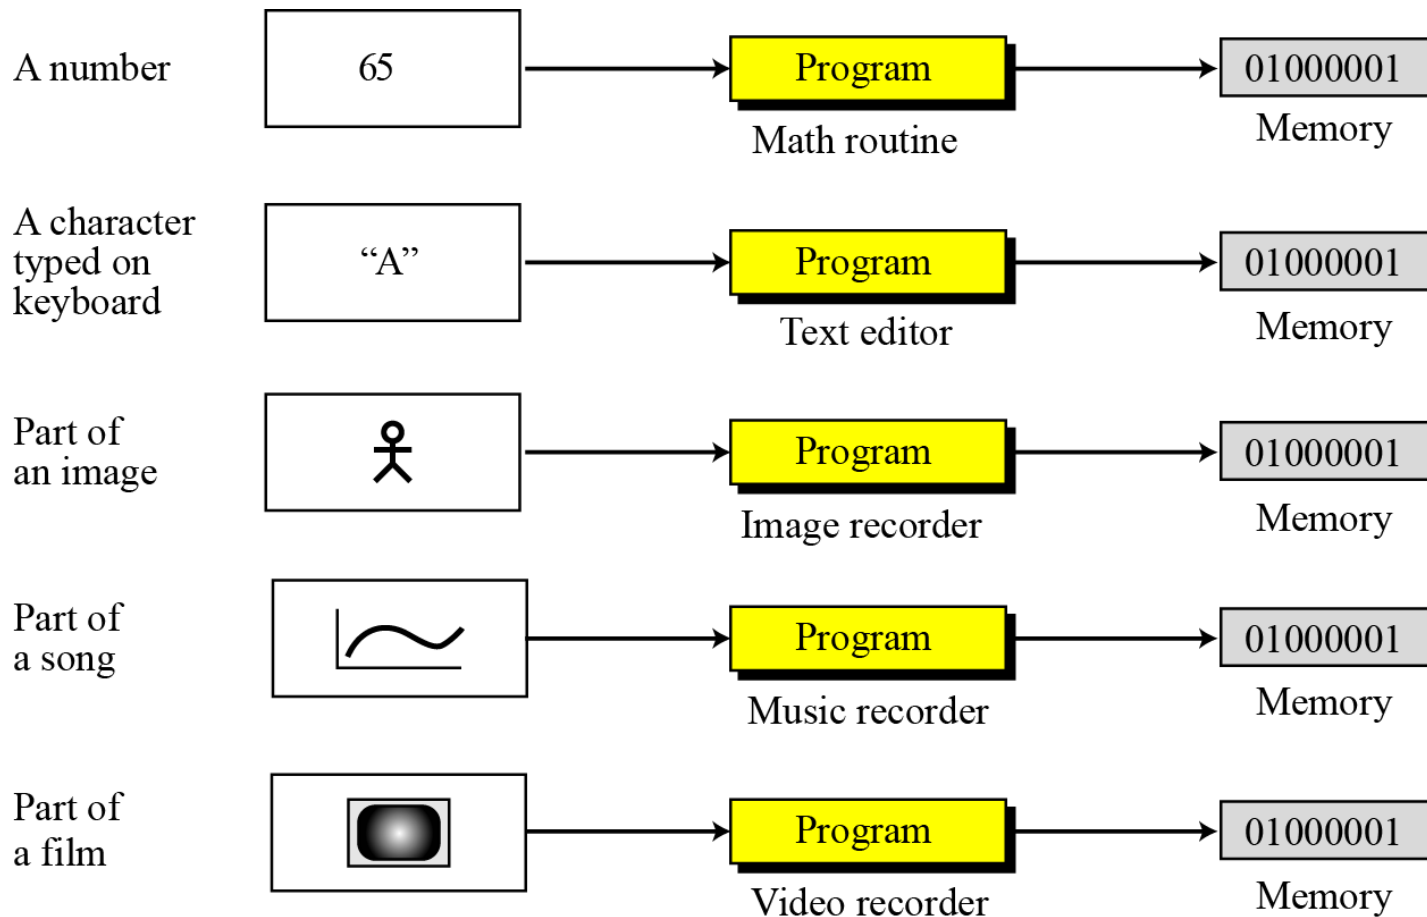 A number
65
Program
Math routine
01000001
Memory
A character
typed on
keyboard
“A”
Program
Text editor
01000001
Memory
Part of
an image
Program
Image recorder
01000001
Memory
Part of
a song
Program
Music recorder
01000001
Memory
Part of
a film
Program
Video recorder
01000001
Memory